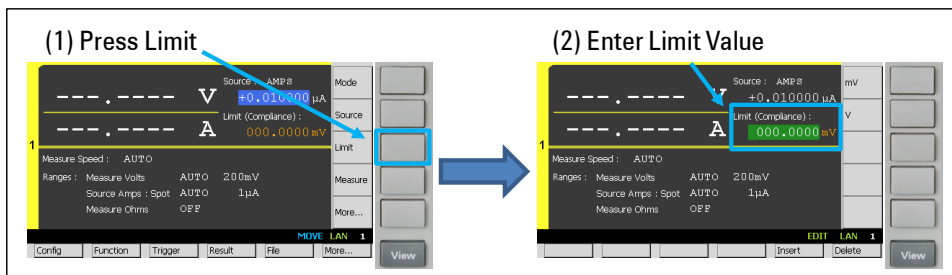 (1) Press Limit
(2) Enter Limit Value
Source : AMPS
---.---- V +0.010000 µA
Limit (Compliance) :
---.---- A 000.0000 mV
1
Measure Speed : AUTO
Ranges : Measure Volts AUTO 200mV
Source Amps : Spot AUTO 1µA
Measure Ohms OFF
MOVE LAN 1
Config Function Trigger Result File More...
Mode
Source
Limit
Measure
More...
View
Source : AMPS
---.---- V +0.010000 µA
Limit (Compliance) :
---.---- A 000.0000 mV
1
Measure Speed : AUTO
Ranges : Measure Volts AUTO 200mV
Source Amps : Spot AUTO 1µA
Measure Ohms OFF
EDIT LAN 1
Insert Delete
mV
V
View